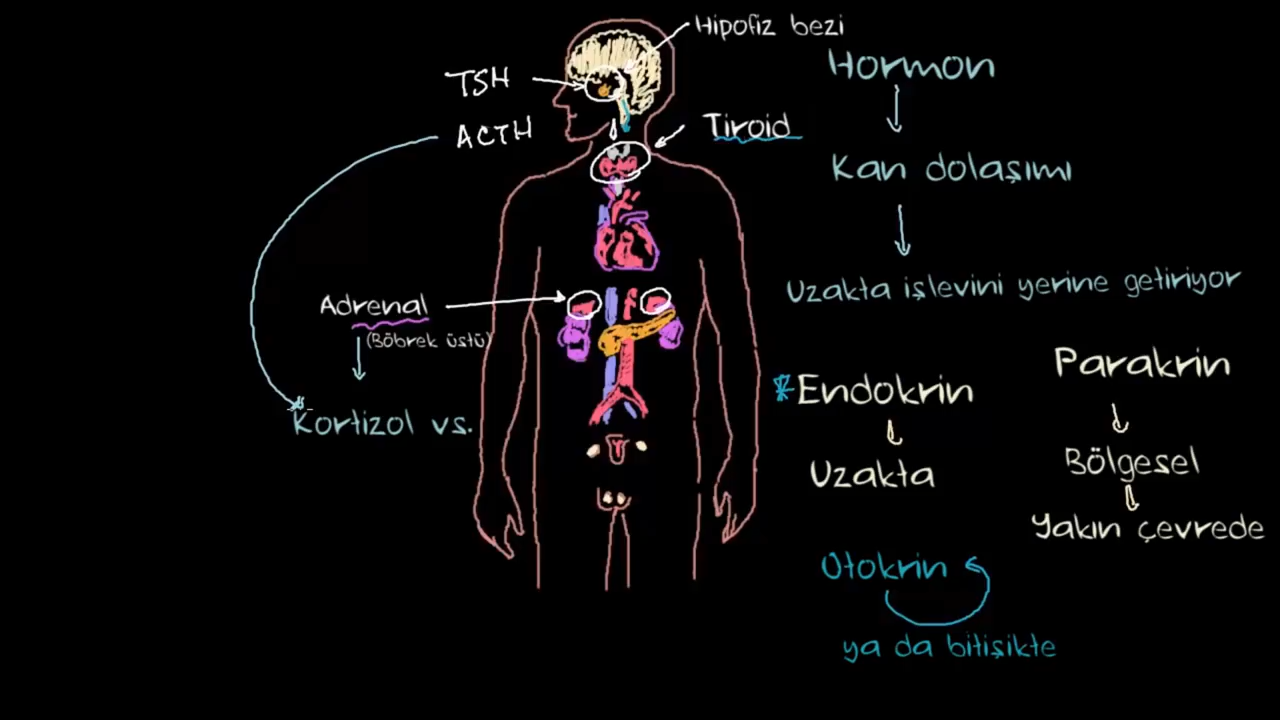 Hipofiz bezi
TSH
ACTH
Tiroid
Adrenal
(Böbrek üstü)
Kortizol vs.
Hormon
Kan dolaşımı
Uzakta işlevini yerine getiriyor
*Endokrin
Uzakta
Parakrin
Bölgesel
Yakın çevrede
Otokrin
ya da bitişikte